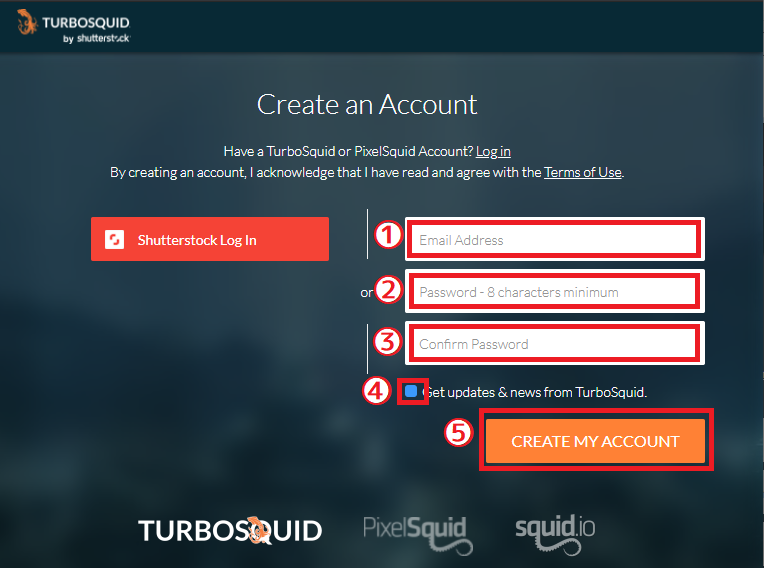 TURBOSQUID
by shutterstock
Create an Account
Have a TurboSquid or PixelSquid Account? Log in
By creating an account, I acknowledge that I have read and agree with the Terms of Use.
Shutterstock Log In
or
① Email Address
② Password - 8 characters minimum
③ Confirm Password
④ Get updates & news from TurboSquid.
⑤ CREATE MY ACCOUNT
TURBOSQUID PixelSquid squid.io